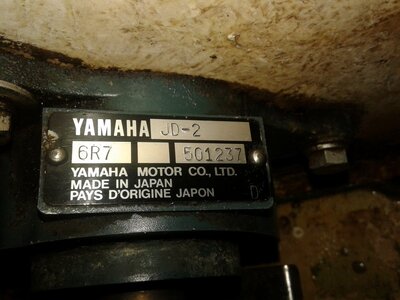 YAMAHA JD-2
6R7 501237
YAMAHA MOTOR CO., LTD.
MADE IN JAPAN
PAYS D'ORIGINE JAPON D